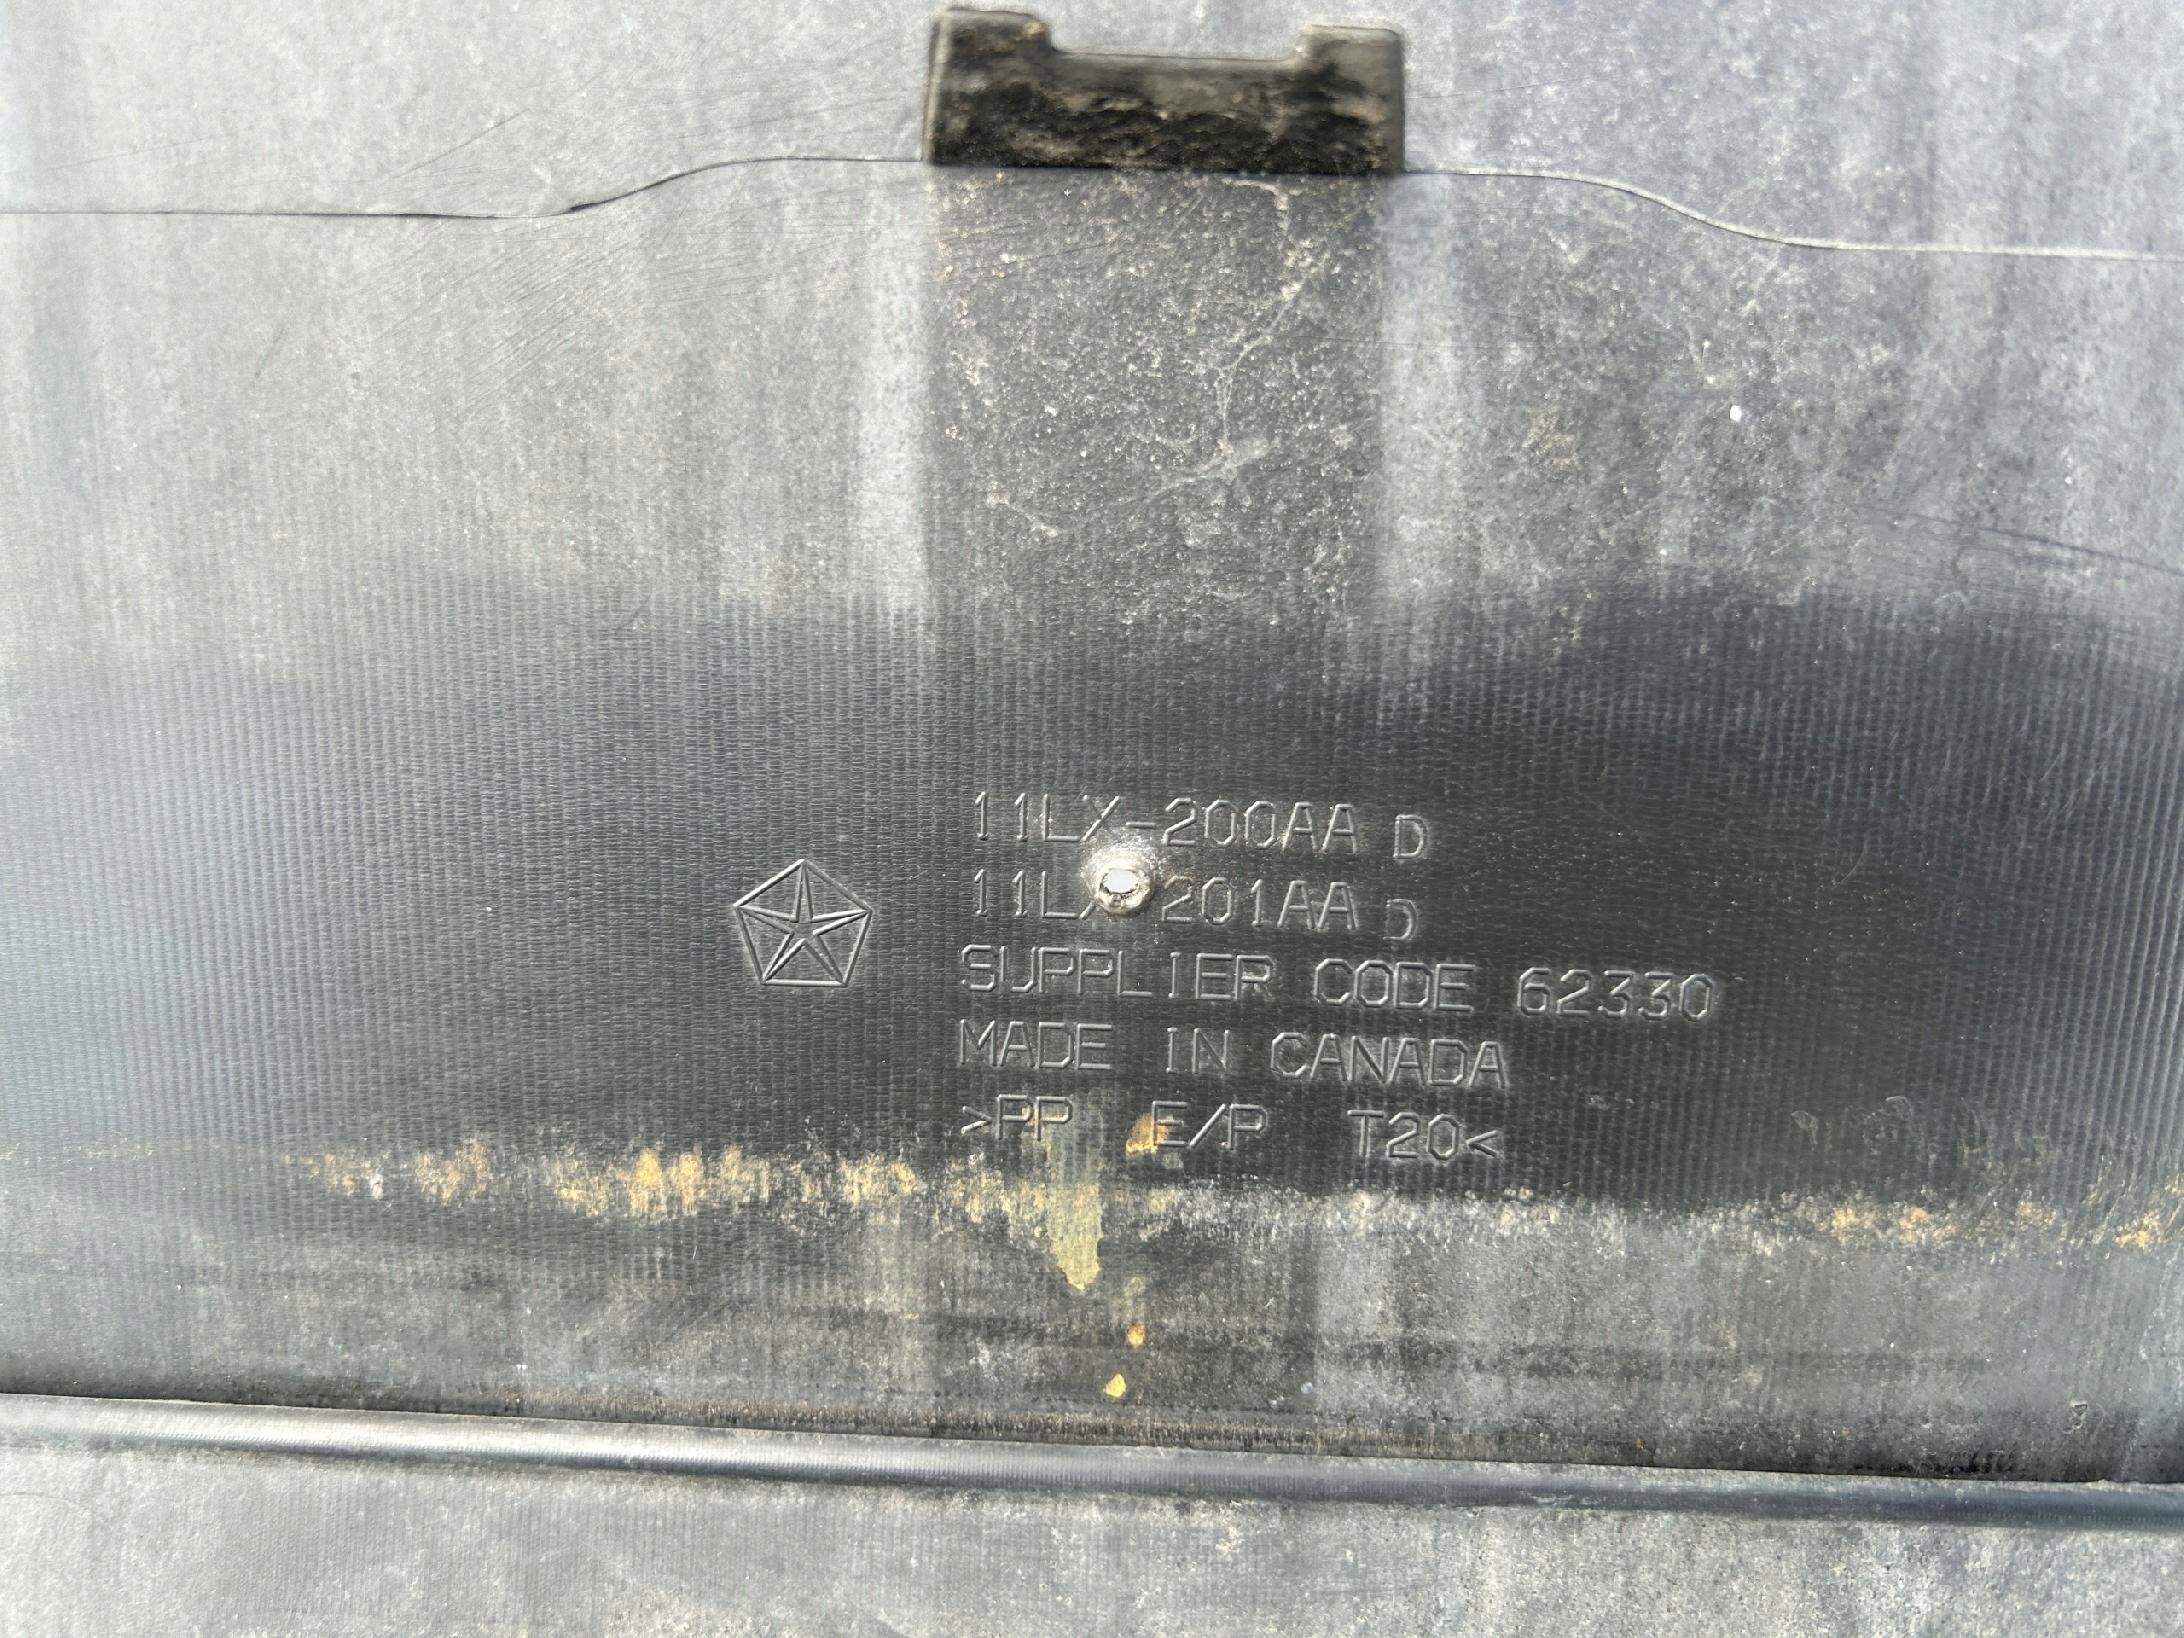 11LX-200AA D
11LX-201AA D
SUPPLIER CODE 62330
MADE IN CANADA
>PP E/P T20<